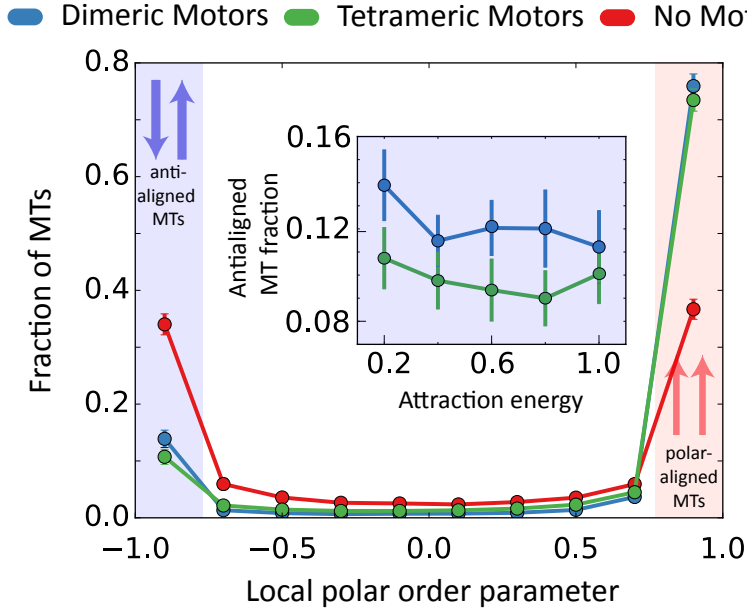 Dimeric Motors Tetrameric Motors No Mot
0.8
0.6
0.4
0.2
0.0
Fraction of MTs
−1.0 −0.5 0.0 0.5 1.0
Local polar order parameter
anti-
aligned
MTs
0.16
0.12
0.08
Antialigned
MT fraction
0.2 0.6 1.0
Attraction energy
polar-
aligned
MTs